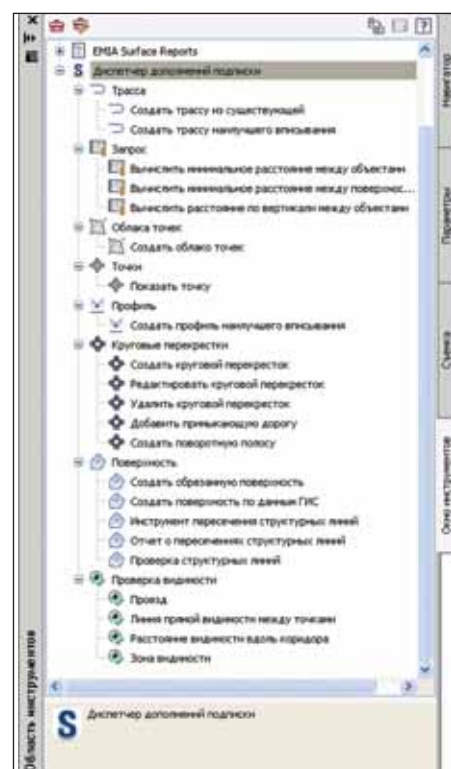 EMIA Surface Reports
Диспетчер дополнений подписки
Трасса
Создать трассу из существующей
Создать трассу наилучшего вписывания
Запрос
Вычислить минимальное расстояние между объектами
Вычислить минимальное расстояние между поверхнос...
Вычислить расстояние по вертикали между объектами
Облака точек
Создать облако точек
Точки
Показать точку
Профиль
Создать профиль наилучшего вписывания
Круговые перекрестки
Создать круговой перекресток
Редактировать круговой перекресток
Удалить круговой перекресток
Добавить примыкающую дорогу
Создать поворотную полосу
Поверхность
Создать обрезанную поверхность
Создать поверхность по данным ГИС
Инструмент пересечения структурных линий
Отчет о пересечениях структурных линий
Проверка структурных линий
Проверка видимости
Проезд
Линия прямой видимости между точками
Расстояние видимости вдоль коридора
Зона видимости
S Диспетчер дополнений подписки
Область инструментов
Навигатор
Параметры
Съемка
Окно инструментов